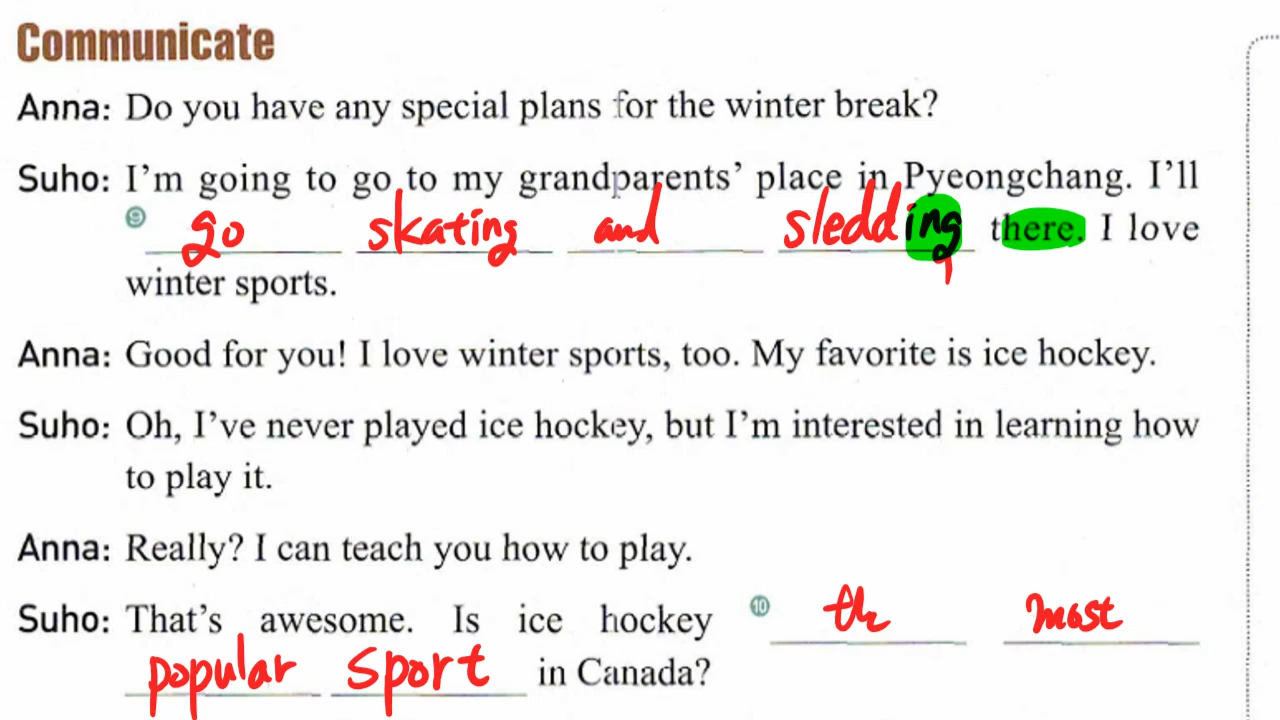 Communicate
Anna: Do you have any special plans for the winter break?
Suho: I'm going to go to my grandparents' place in Pyeongchang. I'll
⑨ go skating and sledding there. I love
winter sports.
Anna: Good for you! I love winter sports, too. My favorite is ice hockey.
Suho: Oh, I've never played ice hockey, but I'm interested in learning how
to play it.
Anna: Really? I can teach you how to play.
Suho: That's awesome. Is ice hockey ⑩ the most
popular sport in Canada?